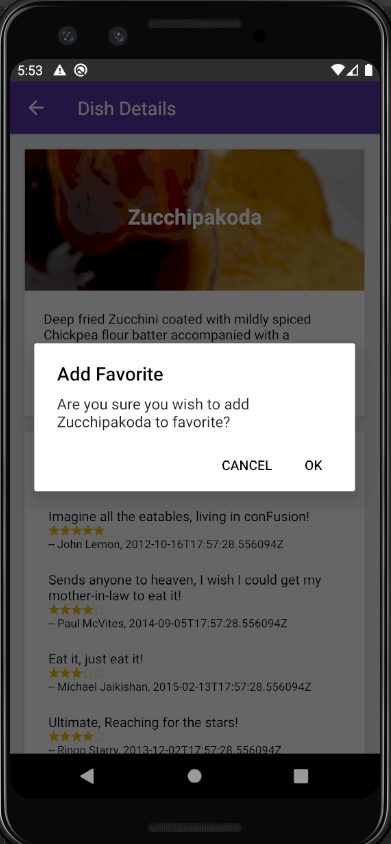 5:53
Dish Details
Zucchipakoda
Deep fried Zucchini coated with mildly spiced
Chickpea flour batter accompanied with a
Add Favorite
Are you sure you wish to add
Zucchipakoda to favorite?
CANCEL OK
Imagine all the eatables, living in conFusion!
-- John Lemon, 2012-10-16T17:57:28.556094Z
Sends anyone to heaven, I wish I could get my
mother-in-law to eat it!
-- Paul McVites, 2014-09-05T17:57:28.556094Z
Eat it, just eat it!
-- Michael Jaikishan, 2015-02-13T17:57:28.556094Z
Ultimate, Reaching for the stars!
-- Ringo Starry, 2013-12-02T17:57:28.556094Z